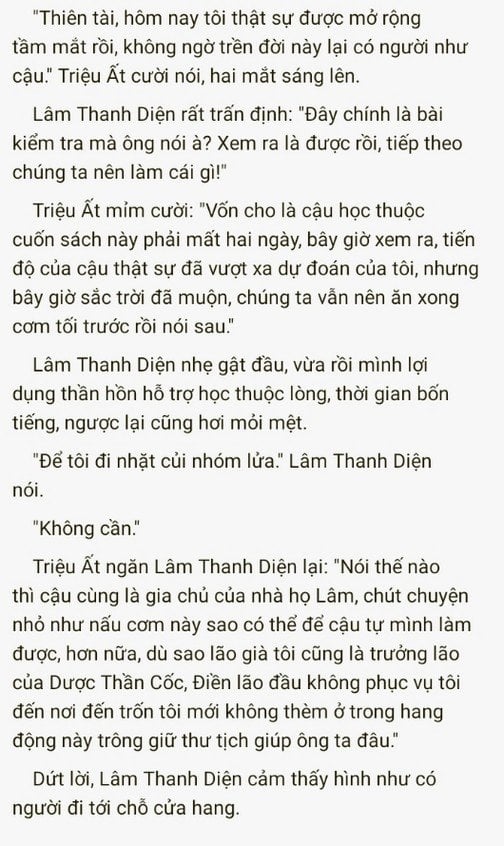 "Thiên tài, hôm nay tôi thật sự được mở rộng
tầm mắt rồi, không ngờ trền đời này lại có người như
cậu." Triệu Ất cười nói, hai mắt sáng lên.
Lâm Thanh Diện rất trấn định: "Đây chính là bài
kiểm tra mà ông nói à? Xem ra là được rồi, tiếp theo
chúng ta nên làm cái gì!"
Triệu Ất mỉm cười: "Vốn cho là cậu học thuộc
cuốn sách này phải mất hai ngày, bây giờ xem ra, tiến
độ của cậu thật sự đã vượt xa dự đoán của tôi, nhưng
bây giờ sắc trời đã muộn, chúng ta vẫn nên ăn xong
cơm tối trước rồi nói sau."
Lâm Thanh Diện nhẹ gật đầu, vừa rồi mình lợi
dụng thần hồn hỗ trợ học thuộc lòng, thời gian bốn
tiếng, ngược lại cũng hơi mỏi mệt.
"Để tôi đi nhặt củi nhóm lửa." Lâm Thanh Diện
nói.
"Không cần."
Triệu Ất ngăn Lâm Thanh Diện lại: "Nói thế nào
thì cậu cùng là gia chủ của nhà họ Lâm, chút chuyện
nhỏ như nấu cơm này sao có thể để cậu tự mình làm
được, hơn nữa, dù sao lão già tôi cũng là trưởng lão
của Dược Thần Cốc, Điền lão đầu không phục vụ tôi
đến nơi đến trốn tôi mới không thèm ở trong hang
động này trông giữ thư tịch giúp ông ta đâu."
Dứt lời, Lâm Thanh Diện cảm thấy hình như có
người đi tới chỗ cửa hang.